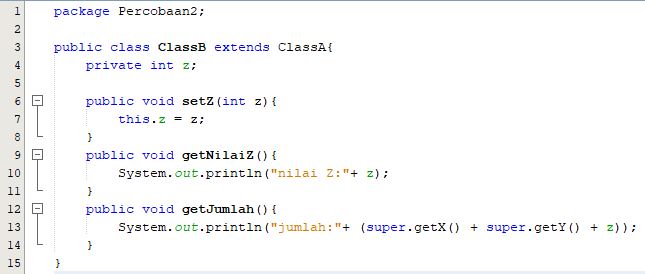 1 package Percobaan2;
2
3 public class ClassB extends ClassA{
4 private int z;
5
6 public void setZ(int z){
7 this.z = z;
8 }
9 public void getNilaiZ(){
10 System.out.println("nilai Z:"+ z);
11 }
12 public void getJumlah(){
13 System.out.println("jumlah:"+ (super.getX() + super.getY() + z));
14 }
15 }